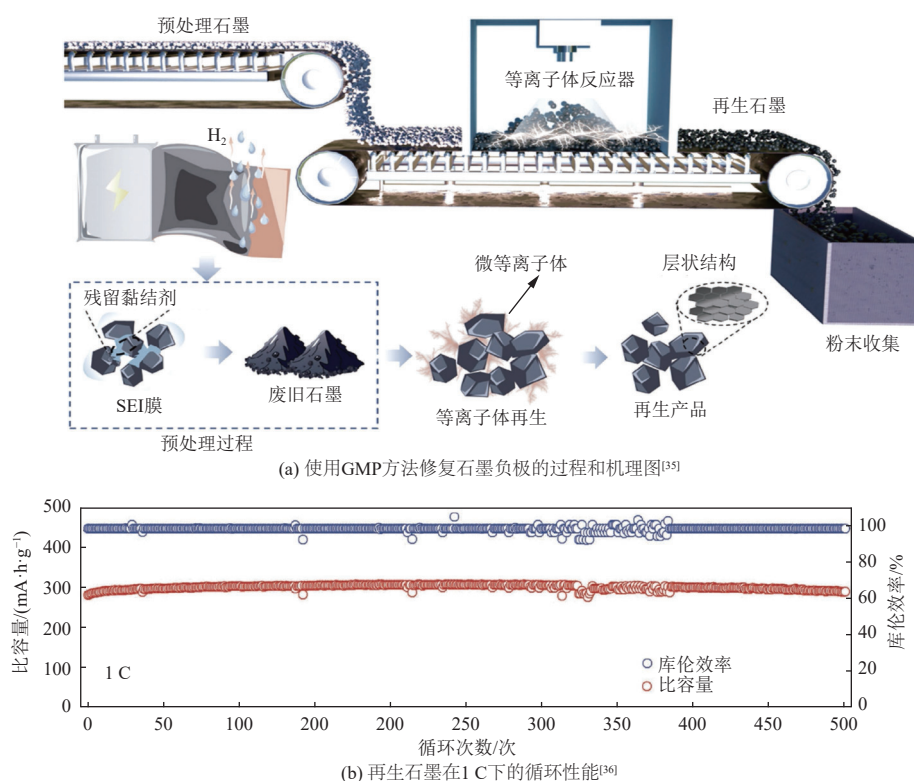 预处理石墨
等离子体反应器
再生石墨
H2
微等离子体
层状结构
残留黏结剂
粉末收集
SEI膜
废旧石墨
等离子体再生
再生产品
预处理过程
(a) 使用GMP方法修复石墨负极的过程和机理图[35]
500
400
300
200
100
0
比容量/(mA·h·g−1)
100
80
60
40
20
0
库伦效率/%
1 C
库伦效率
比容量
0 50 100 200 200 250 300 350 400 450 500
循环次数/次
(b) 再生石墨在1 C下的循环性能[36]